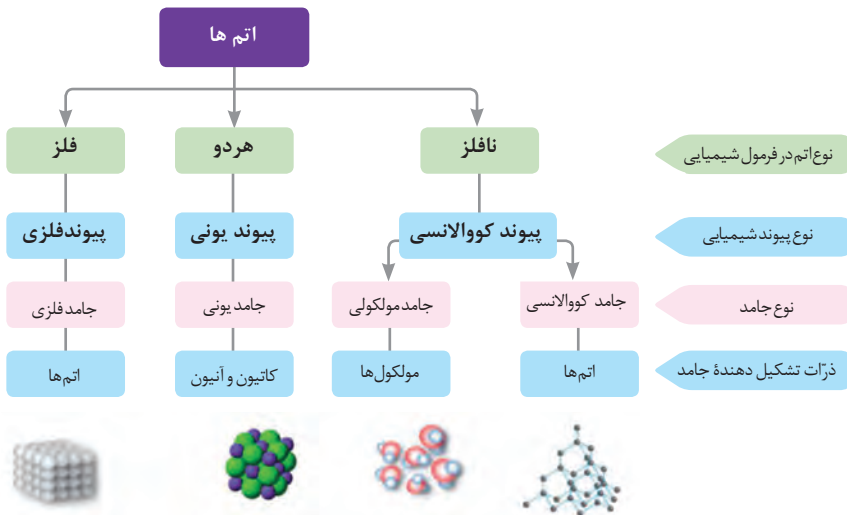 اتم ها
نوع اتم در فرمول شیمیایی
نافلز
هردو
فلز
نوع پیوند شیمیایی
پیوند کووالانسی
پیوند یونی
پیوند فلزی
نوع جامد
جامد کووالانسی
جامد مولکولی
جامد یونی
جامد فلزی
ذرّات تشکیل دهندهٔ جامد
اتم‌ها
مولکول‌ها
کاتیون و آنیون
اتم‌ها